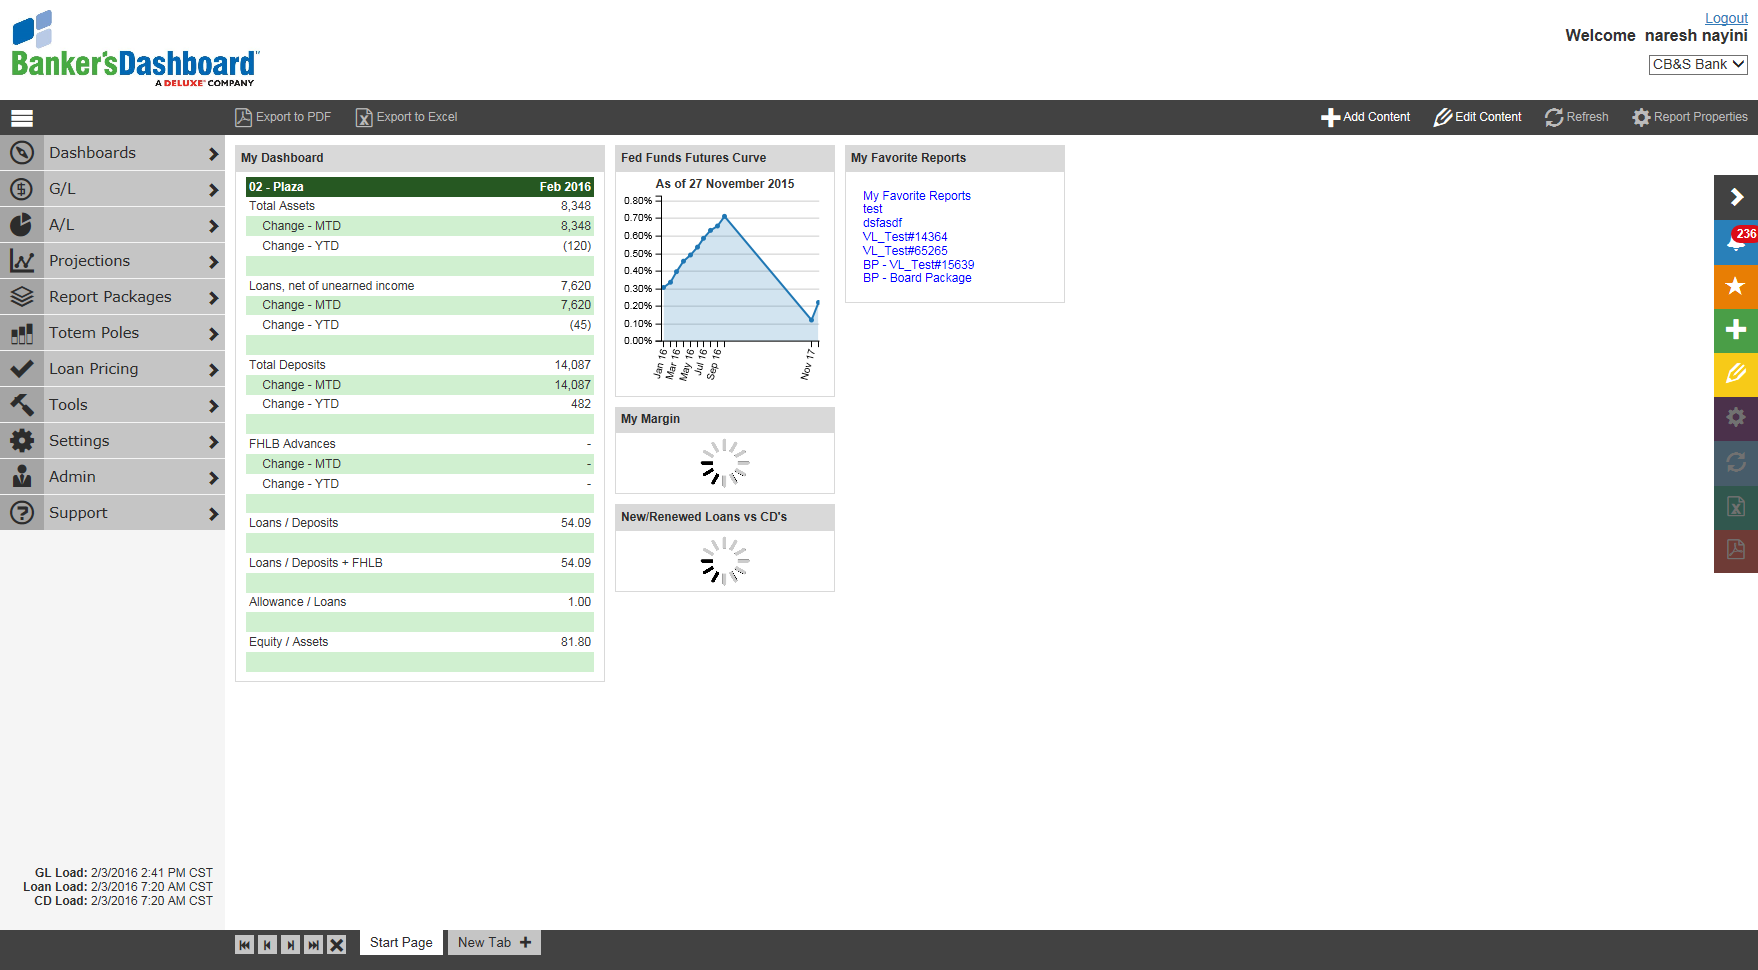 Logout
Welcome naresh nayini
Banker'sDashboard
A DELUXE COMPANY
CB&S Bank
Export to PDF
Export to Excel
Add Content
Edit Content
Refresh
Report Properties
Dashboards
G/L
A/L
Projections
Report Packages
Totem Poles
Loan Pricing
Tools
Settings
Admin
Support
GL Load: 2/3/2016 2:41 PM CST
Loan Load: 2/3/2016 7:20 AM CST
CD Load: 2/3/2016 7:20 AM CST
My Dashboard
02 - Plaza Feb 2016
Total Assets 8,348
Change - MTD 8,348
Change - YTD (120)
Loans, net of unearned income 7,620
Change - MTD 7,620
Change - YTD (45)
Total Deposits 14,087
Change - MTD 14,087
Change - YTD 482
FHLB Advances -
Change - MTD -
Change - YTD -
Loans / Deposits 54.09
Loans / Deposits + FHLB 54.09
Allowance / Loans 1.00
Equity / Assets 81.80
Fed Funds Futures Curve
As of 27 November 2015
0.80%
0.70%
0.60%
0.50%
0.40%
0.30%
0.20%
0.10%
0.00%
Jan 16
Mar 16
May 16
Jul 16
Sep 16
Nov 17
My Margin
New/Renewed Loans vs CD's
My Favorite Reports
My Favorite Reports
test
dsfasdf
VL_Test#14364
VL_Test#65265
BP - VL_Test#15639
BP - Board Package
236
Start Page
New Tab